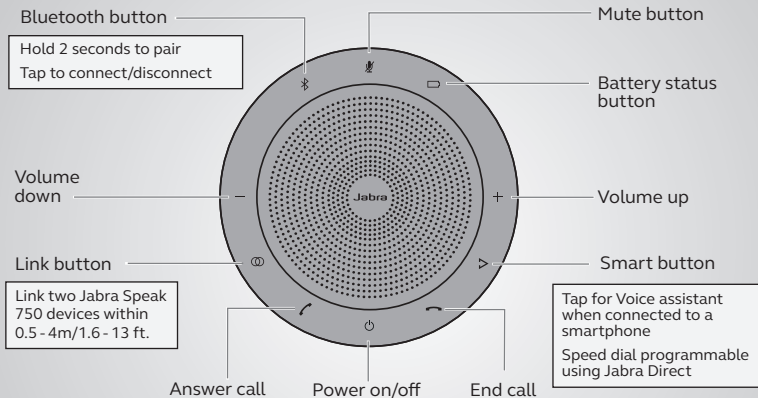 Bluetooth button
Hold 2 seconds to pair
Tap to connect/disconnect
Mute button
Battery status
button
Volume
down
Jabra
Volume up
Link button
Link two Jabra Speak
750 devices within
0.5 - 4m/1.6 - 13 ft.
Smart button
Tap for Voice assistant
when connected to a
smartphone
Speed dial programmable
using Jabra Direct
Answer call
Power on/off
End call